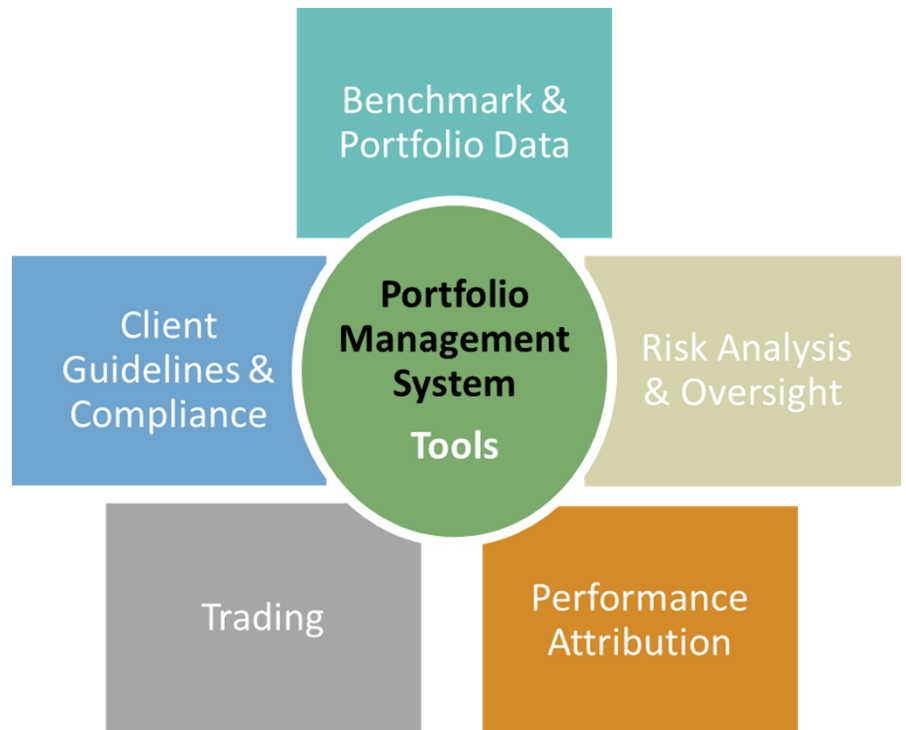 Benchmark &
Portfolio Data
Client
Guidelines &
Compliance
Portfolio
Management
System
Tools
Risk Analysis
& Oversight
Trading
Performance
Attribution